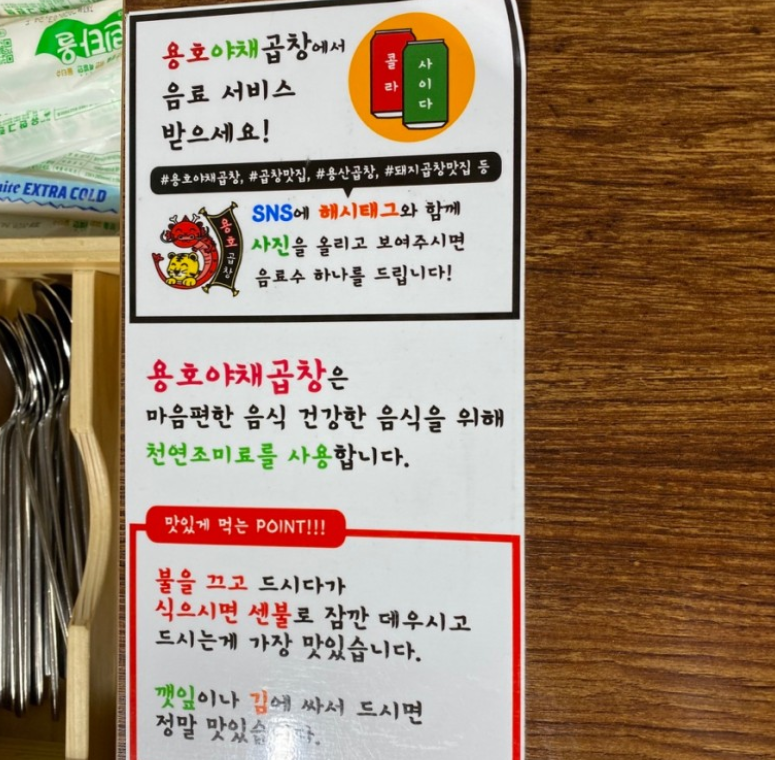 용호야채곱창에서
음료 서비스
받으세요!
콜라
사이다
#용호야채곱창, #곱창맛집, #용산곱창, #돼지곱창맛집 등
SNS에 해시태그와 함께
사진을 올리고 보여주시면
음료수 하나를 드립니다!
용호곱창
용호야채곱창은
마음편한 음식 건강한 음식을 위해
천연조미료를 사용합니다.
맛있게 먹는 POINT!!!
불을 끄고 드시다가
식으시면 센불로 잠깐 데우시고
드시는게 가장 맛있습니다.
깻잎이나 김에 싸서 드시면
정말 맛있습니다.
EXTRA COLD